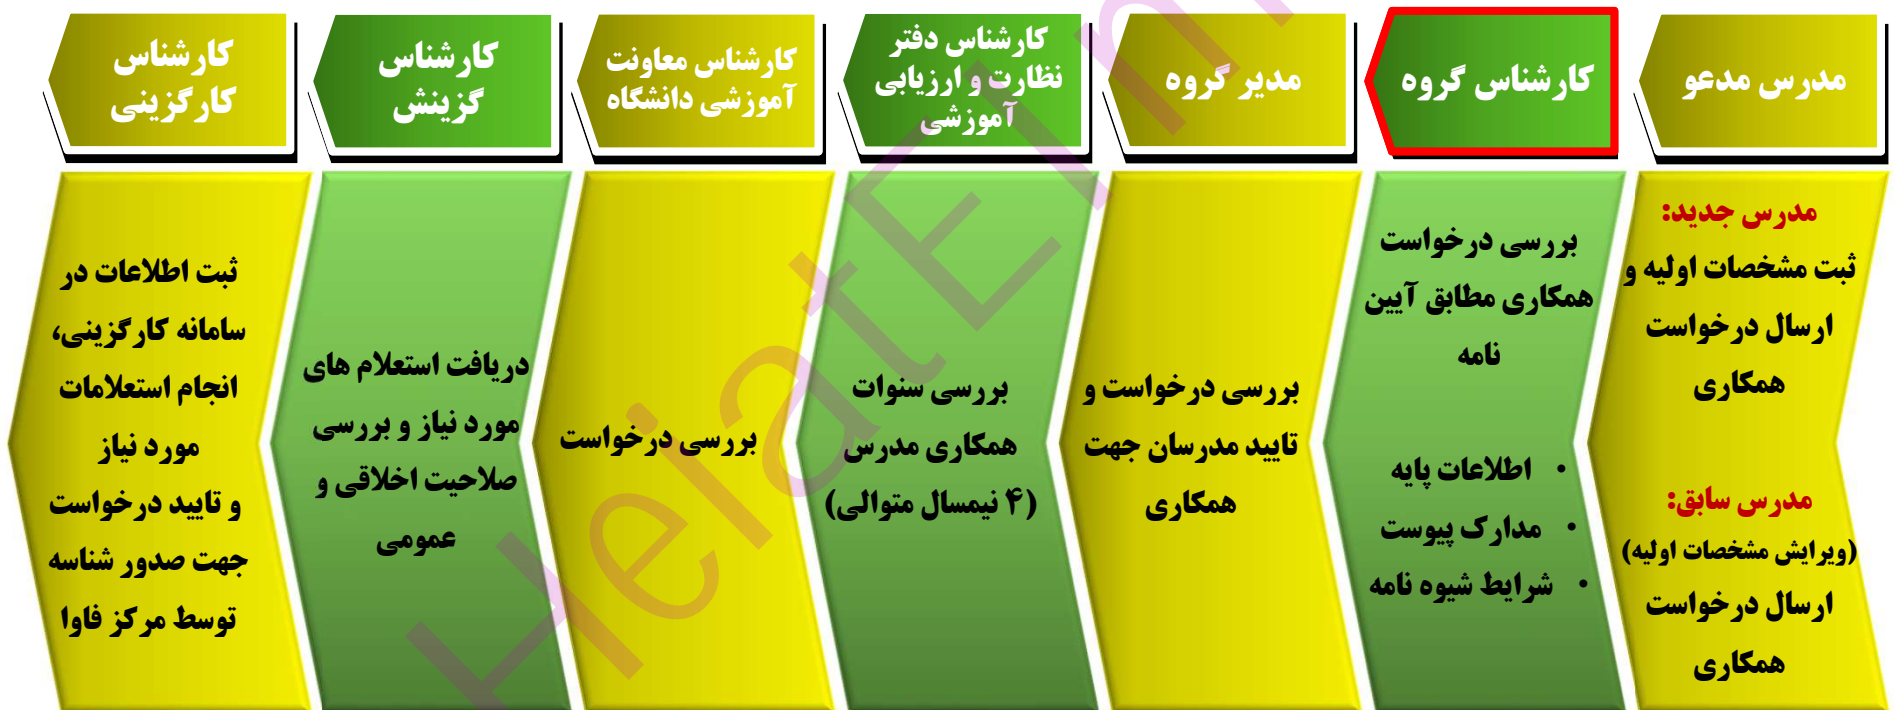 مدرس مدعو
کارشناس گروه
مدیر گروه
کارشناس دفتر
نظارت و ارزیابی
آموزشی
کارشناس معاونت
آموزشی دانشگاه
کارشناس
گزینش
کارشناس
کارگزینی
مدرس جدید:
ثبت مشخصات اولیه و
ارسال درخواست
همکاری
مدرس سابق:
(ویرایش مشخصات اولیه)
ارسال درخواست
همکاری
بررسی درخواست
همکاری مطابق آیین
نامه
• اطلاعات پایه
• مدارک پیوست
• شرایط شیوه نامه
بررسی درخواست و
تایید مدرسان جهت
همکاری
بررسی سنوات
همکاری مدرس
(۴ نیمسال متوالی)
بررسی درخواست
دریافت استعلام های
مورد نیاز و بررسی
صلاحیت اخلاقی و
عمومی
ثبت اطلاعات در
سامانه کارگزینی،
انجام استعلامات
مورد نیاز
و تایید درخواست
جهت صدور شناسه
توسط مرکز فاوا